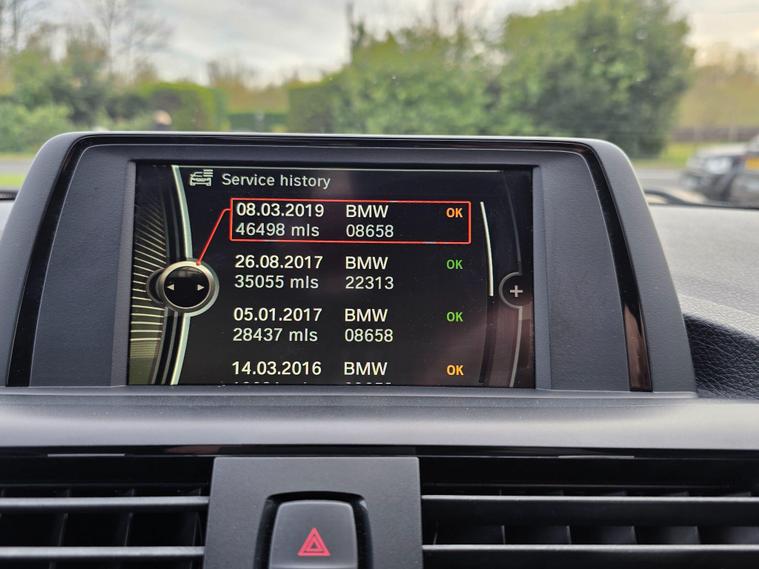 Service history
08.03.2019 BMW OK
46498 mls 08658
26.08.2017 BMW OK
35055 mls 22313
05.01.2017 BMW OK
28437 mls 08658
14.03.2016 BMW OK